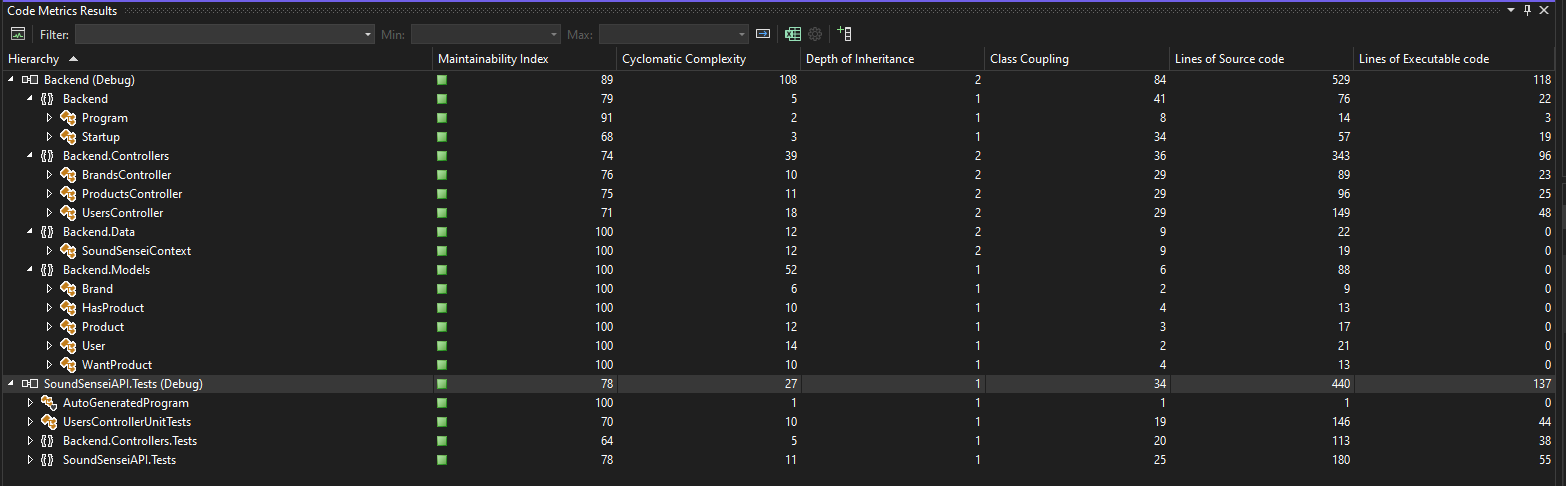 Code Metrics Results
Filter: Min: Max:
Hierarchy Maintainability Index Cyclomatic Complexity Depth of Inheritance Class Coupling Lines of Source code Lines of Executable code
Backend (Debug) 89 108 2 84 529 118
Backend 79 5 1 41 76 22
Program 91 2 1 8 14 3
Startup 68 3 1 34 57 19
Backend.Controllers 74 39 2 36 343 96
BrandsController 76 10 2 29 89 23
ProductsController 75 11 2 29 96 25
UsersController 71 18 2 29 149 48
Backend.Data 100 12 2 9 22 0
SoundSenseiContext 100 12 2 9 19 0
Backend.Models 100 52 1 6 88 0
Brand 100 6 1 2 9 0
HasProduct 100 10 1 4 13 0
Product 100 12 1 3 17 0
User 100 14 1 2 21 0
WantProduct 100 10 1 4 13 0
SoundSenseiAPI.Tests (Debug) 78 27 1 34 440 137
AutoGeneratedProgram 100 1 1 1 1 0
UsersControllerUnitTests 70 10 1 19 146 44
Backend.Controllers.Tests 64 5 1 20 113 38
SoundSenseiAPI.Tests 78 11 1 25 180 55